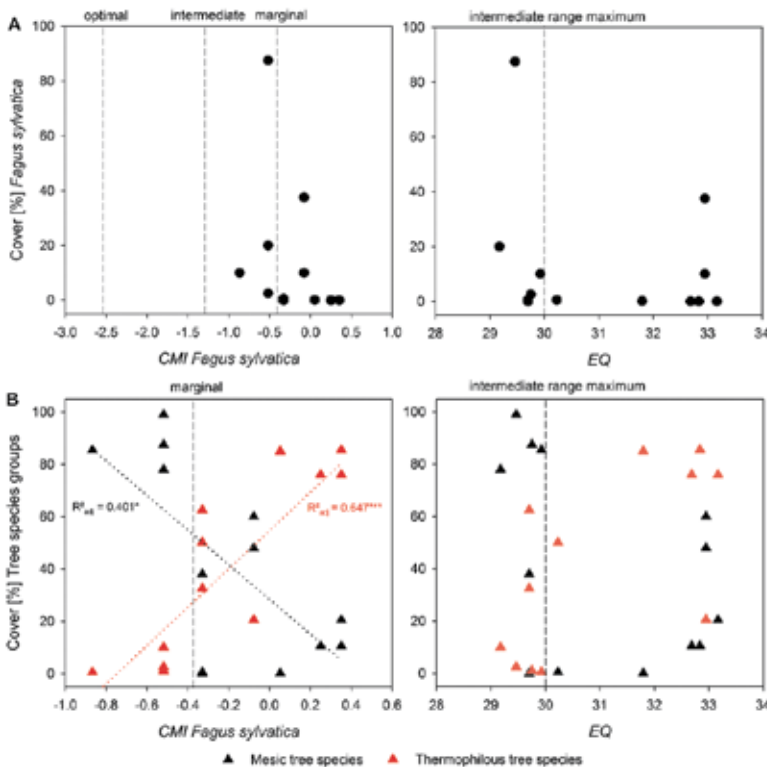 A
optimal intermediate marginal intermediate range maximum
Cover [%] Fagus sylvatica
100
80
60
40
20
0
-3.0 -2.5 -2.0 -1.5 -1.0 -0.5 0.0 0.5 1.0
CMI Fagus sylvatica
28 29 30 31 32 33 34
EQ
B
marginal intermediate range maximum
Cover [%] Tree species groups
100
80
60
40
20
0
R² = 0.401*
-1.0 -0.8 -0.6 -0.4 -0.2 0.0 0.2 0.4 0.6
CMI Fagus sylvatica
28 29 30 31 32 33 34
EQ
Mesic tree species Thermophilous tree species